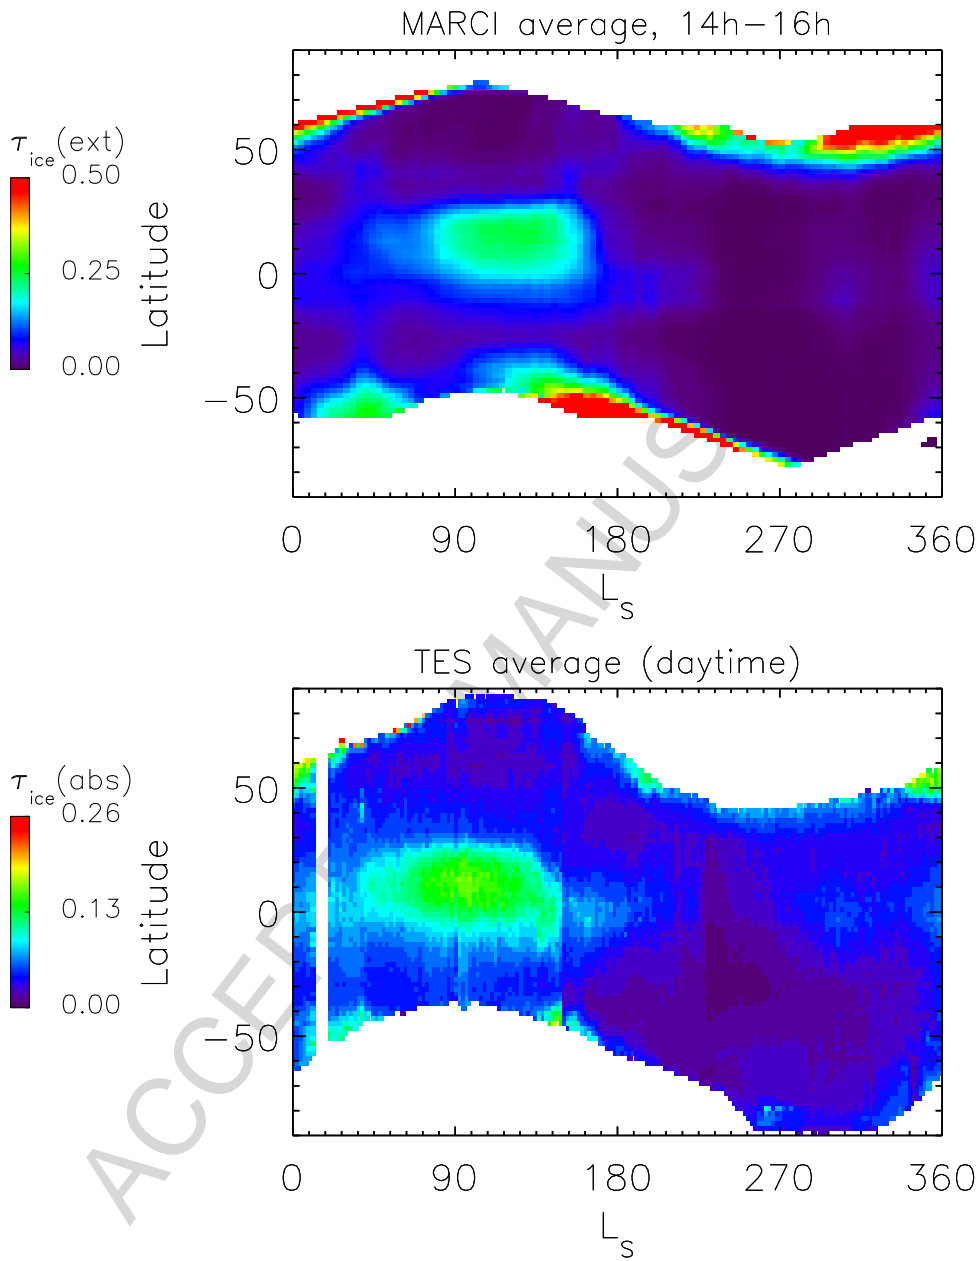 MARCI average, 14h−16h
τice(ext)
0.50
0.25
0.00
Latitude
50
0
−50
0 90 180 270 360
LS
TES average (daytime)
τice(abs)
0.26
0.13
0.00
Latitude
50
0
−50
0 90 180 270 360
LS
ACCEPTED MANUS